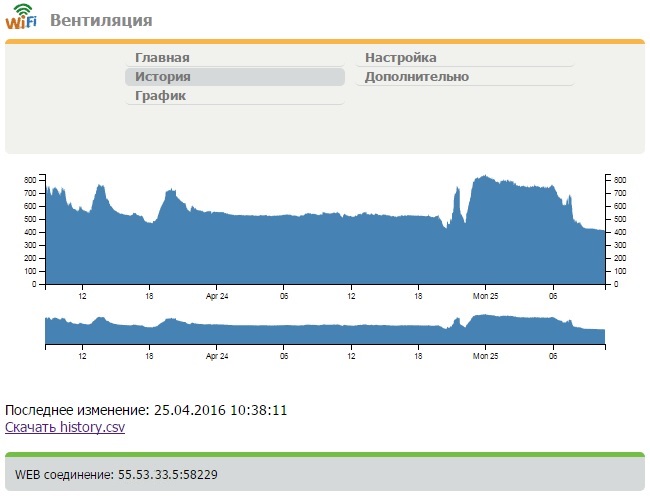 WiFi Вентиляция
Главная Настройка
История Дополнительно
График
800 800
700 700
600 600
500 500
400 400
300 300
200 200
100 100
0 0
12 18 Apr 24 06 12 18 Mon 25 06
12 18 Apr 24 06 12 18 Mon 25 06
Последнее изменение: 25.04.2016 10:38:11
Скачать history.csv
WEB соединение: 55.53.33.5:58229